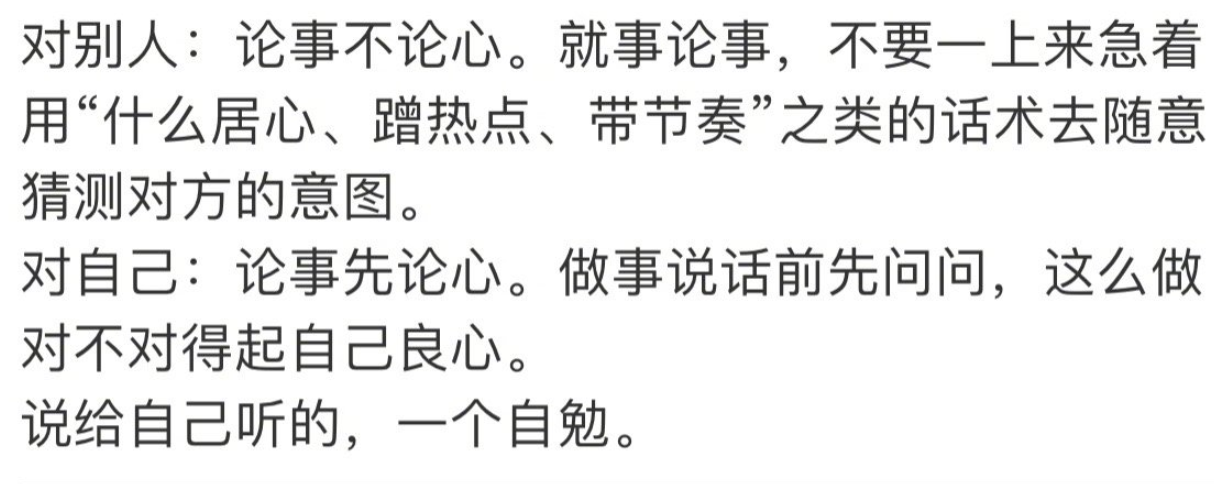 对别人：论事不论心。就事论事，不要一上来急着
用“什么居心、蹭热点、带节奏”之类的话术去随意
猜测对方的意图。
对自己：论事先论心。做事说话前先问问，这么做
对不对得起自己良心。
说给自己听的，一个自勉。